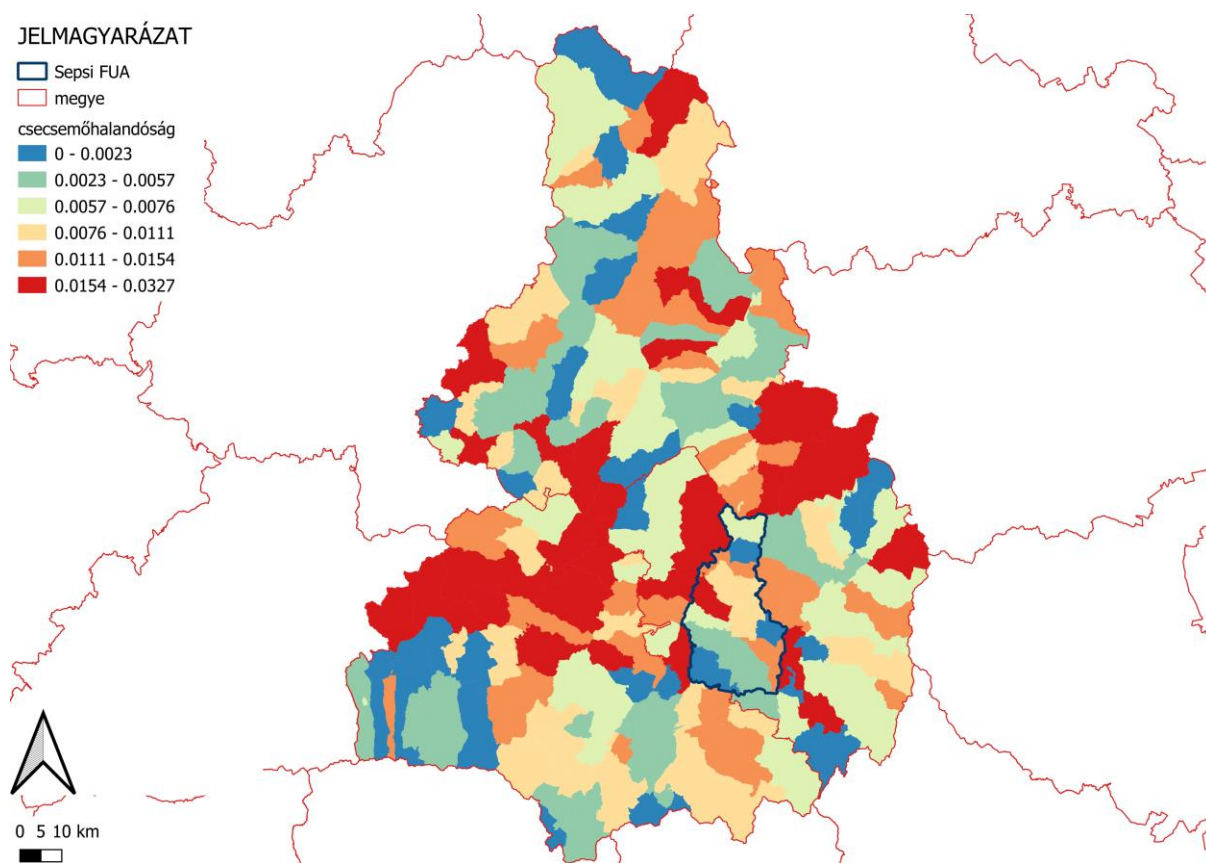 JELMAGYARÁZAT
Sepsi FUA
megye
csecsemőhalandóság
0 - 0.0023
0.0023 - 0.0057
0.0057 - 0.0076
0.0076 - 0.0111
0.0111 - 0.0154
0.0154 - 0.0327
0 5 10 km